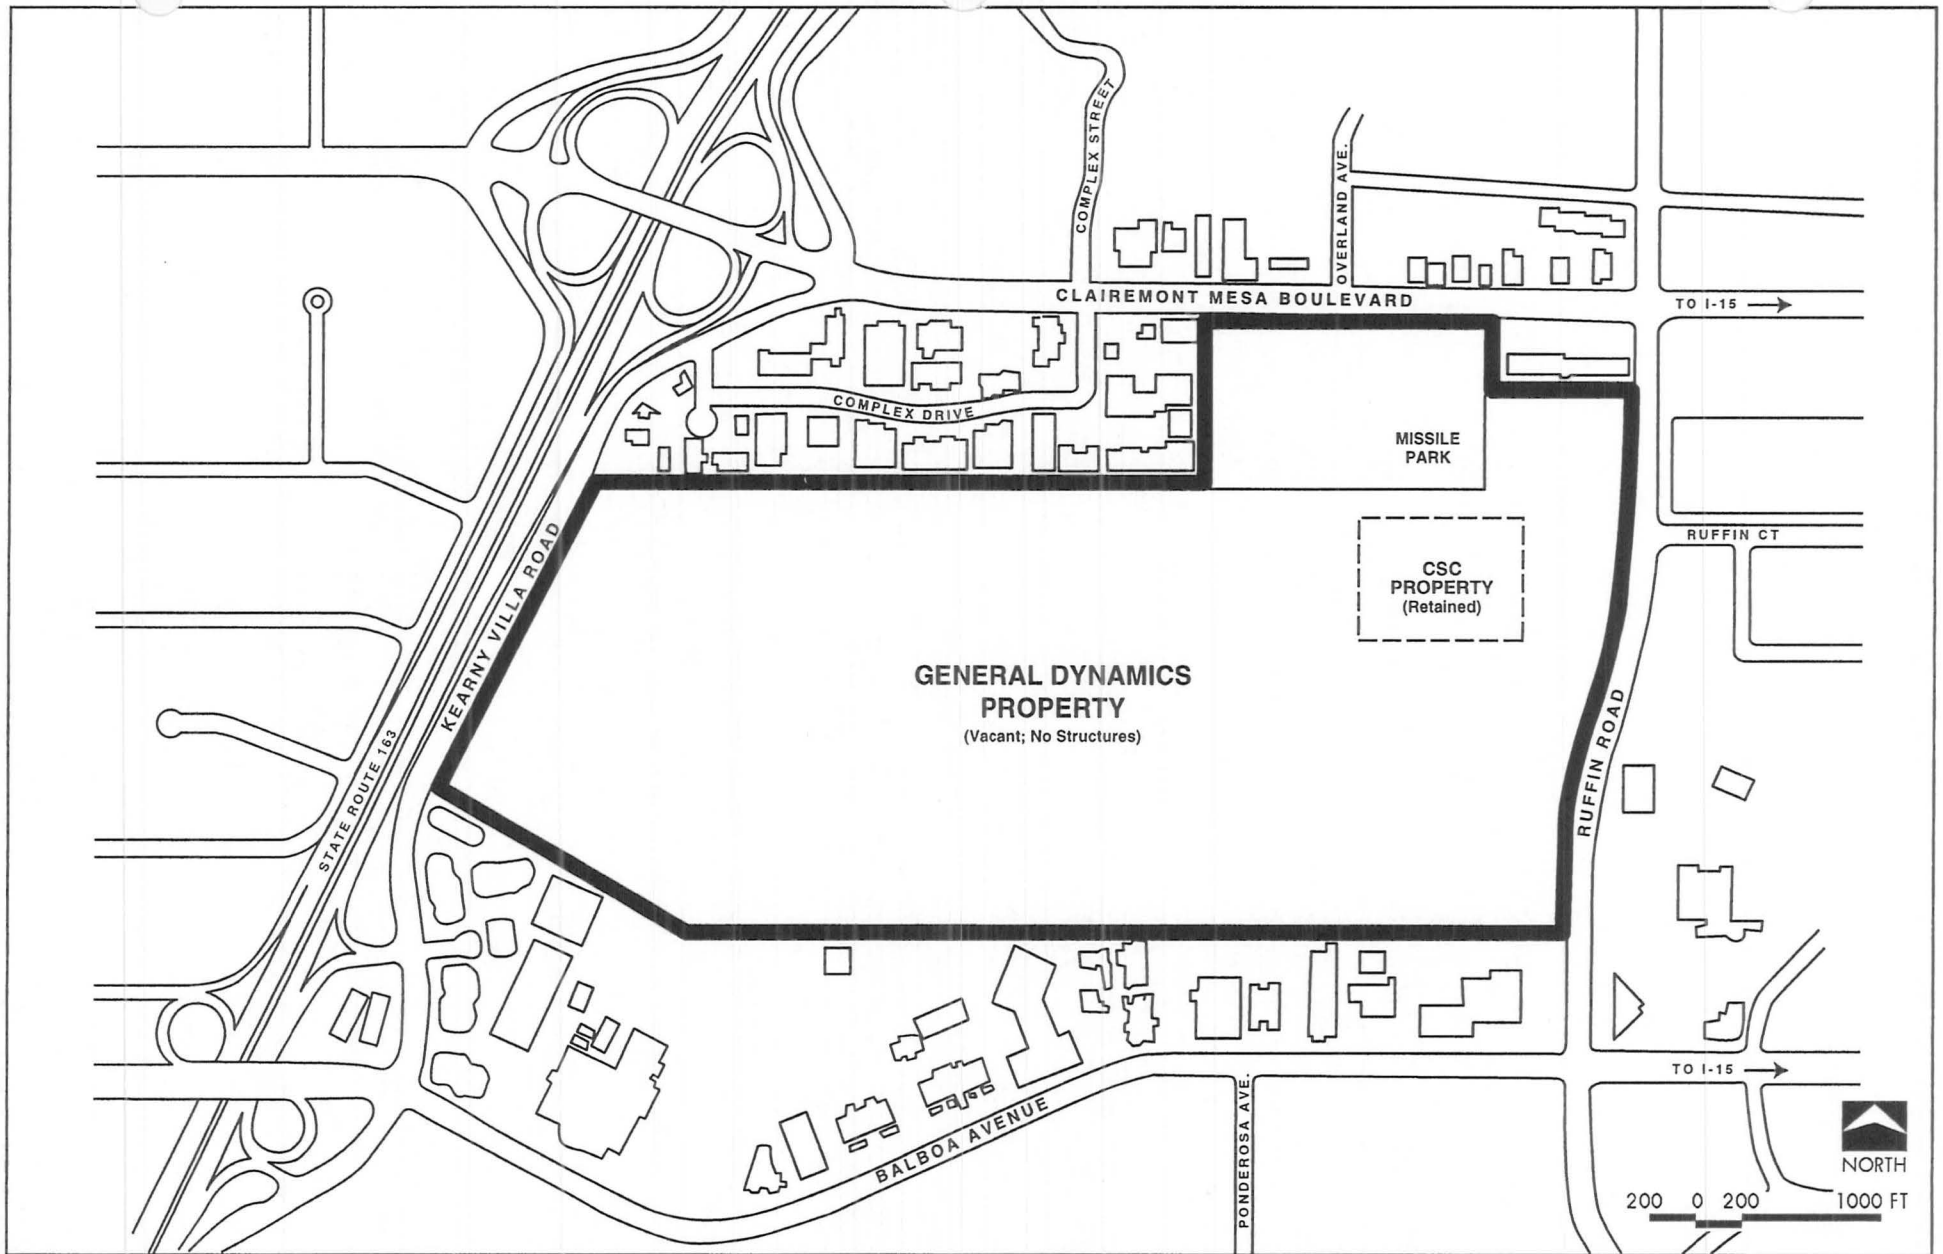 COMPLEX STREET
OVERLAND AVE.
CLAIREMONT MESA BOULEVARD
TO I-15
COMPLEX DRIVE
MISSILE
PARK
RUFFIN CT
KEARNY VILLA ROAD
CSC
PROPERTY
(Retained)
GENERAL DYNAMICS
PROPERTY
(Vacant; No Structures)
STATE ROUTE 163
RUFFIN ROAD
TO I-15
BALBOA AVENUE
PONDEROSA AVE.
NORTH
200 0 200 1000 FT